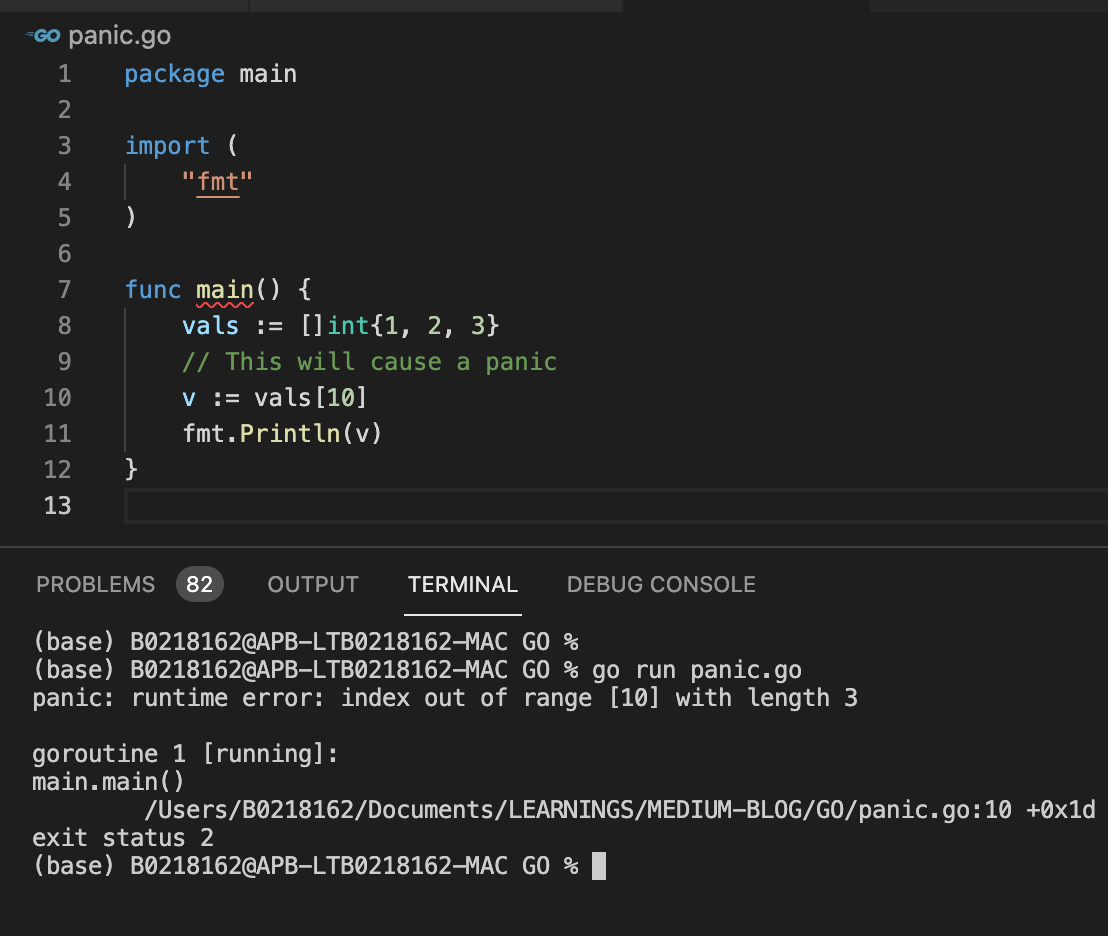 GO panic.go
1 package main
2
3 import (
4 "fmt"
5 )
6
7 func main() {
8 vals := []int{1, 2, 3}
9 // This will cause a panic
10 v := vals[10]
11 fmt.Println(v)
12 }
13
PROBLEMS 82 OUTPUT TERMINAL DEBUG CONSOLE
(base) B0218162@APB-LTB0218162-MAC GO %
(base) B0218162@APB-LTB0218162-MAC GO % go run panic.go
panic: runtime error: index out of range [10] with length 3
goroutine 1 [running]:
main.main()
/Users/B0218162/Documents/LEARNINGS/MEDIUM-BLOG/GO/panic.go:10 +0x1d
exit status 2
(base) B0218162@APB-LTB0218162-MAC GO %